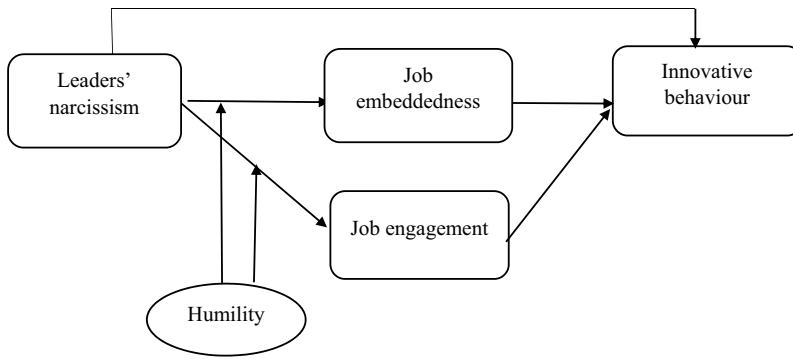 Leaders’
narcissism
Job
embeddedness
Innovative
behaviour
Job engagement
Humility